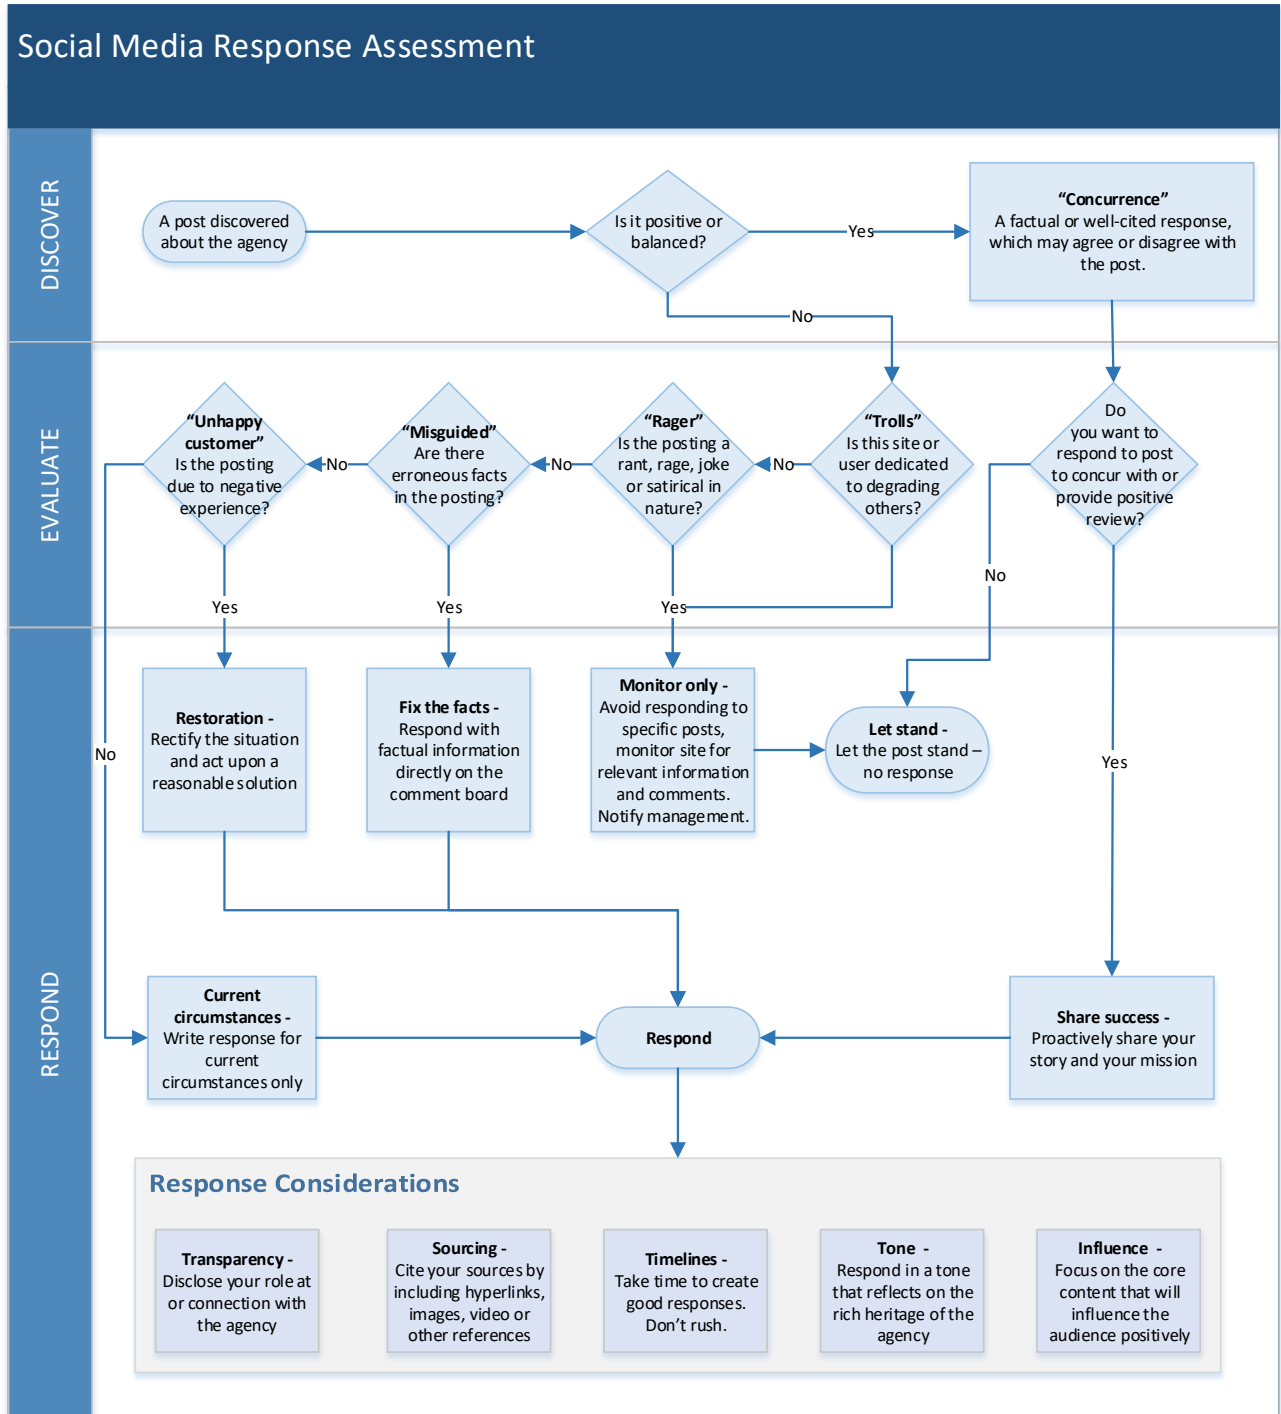 Social Media Response Assessment
DISCOVER
A post discovered
about the agency
Is it positive or
balanced?
Yes
“Concurrence”
A factual or well-cited response,
which may agree or disagree with
the post.
No
EVALUATE
“Unhappy
customer”
Is the posting
due to negative
experience?
No
“Misguided”
Are there
erroneous facts
in the posting?
No
“Rager”
Is the posting a
rant, rage, joke
or satirical in
nature?
No
“Trolls”
Is this site or
user dedicated
to degrading
others?
Do
you want to
respond to post
to concur with or
provide positive
review?
No
Yes
Yes
Yes
RESPOND
No
Restoration -
Rectify the situation
and act upon a
reasonable solution
Fix the facts -
Respond with
factual information
directly on the
comment board
Monitor only -
Avoid responding to
specific posts,
monitor site for
relevant information
and comments.
Notify management.
Let stand -
Let the post stand –
no response
Yes
Current
circumstances -
Write response for
current
circumstances only
Respond
Share success -
Proactively share your
story and your mission
Response Considerations
Transparency -
Disclose your role at
or connection with
the agency
Sourcing -
Cite your sources by
including hyperlinks,
images, video or
other references
Timelines -
Take time to create
good responses.
Don’t rush.
Tone -
Respond in a tone
that reflects on the
rich heritage of the
agency
Influence -
Focus on the core
content that will
influence the
audience positively